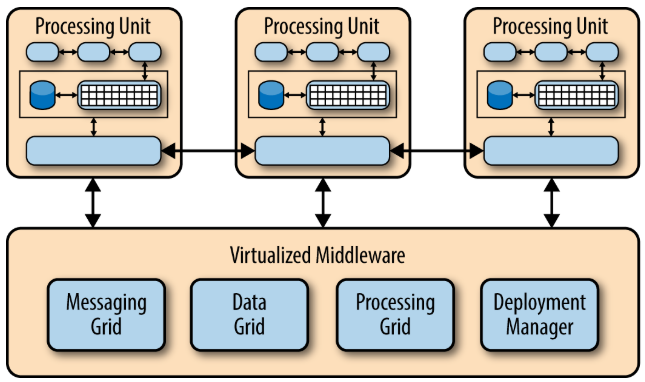 Processing Unit
Processing Unit
Processing Unit
Virtualized Middleware
Messaging
Grid
Data
Grid
Processing
Grid
Deployment
Manager